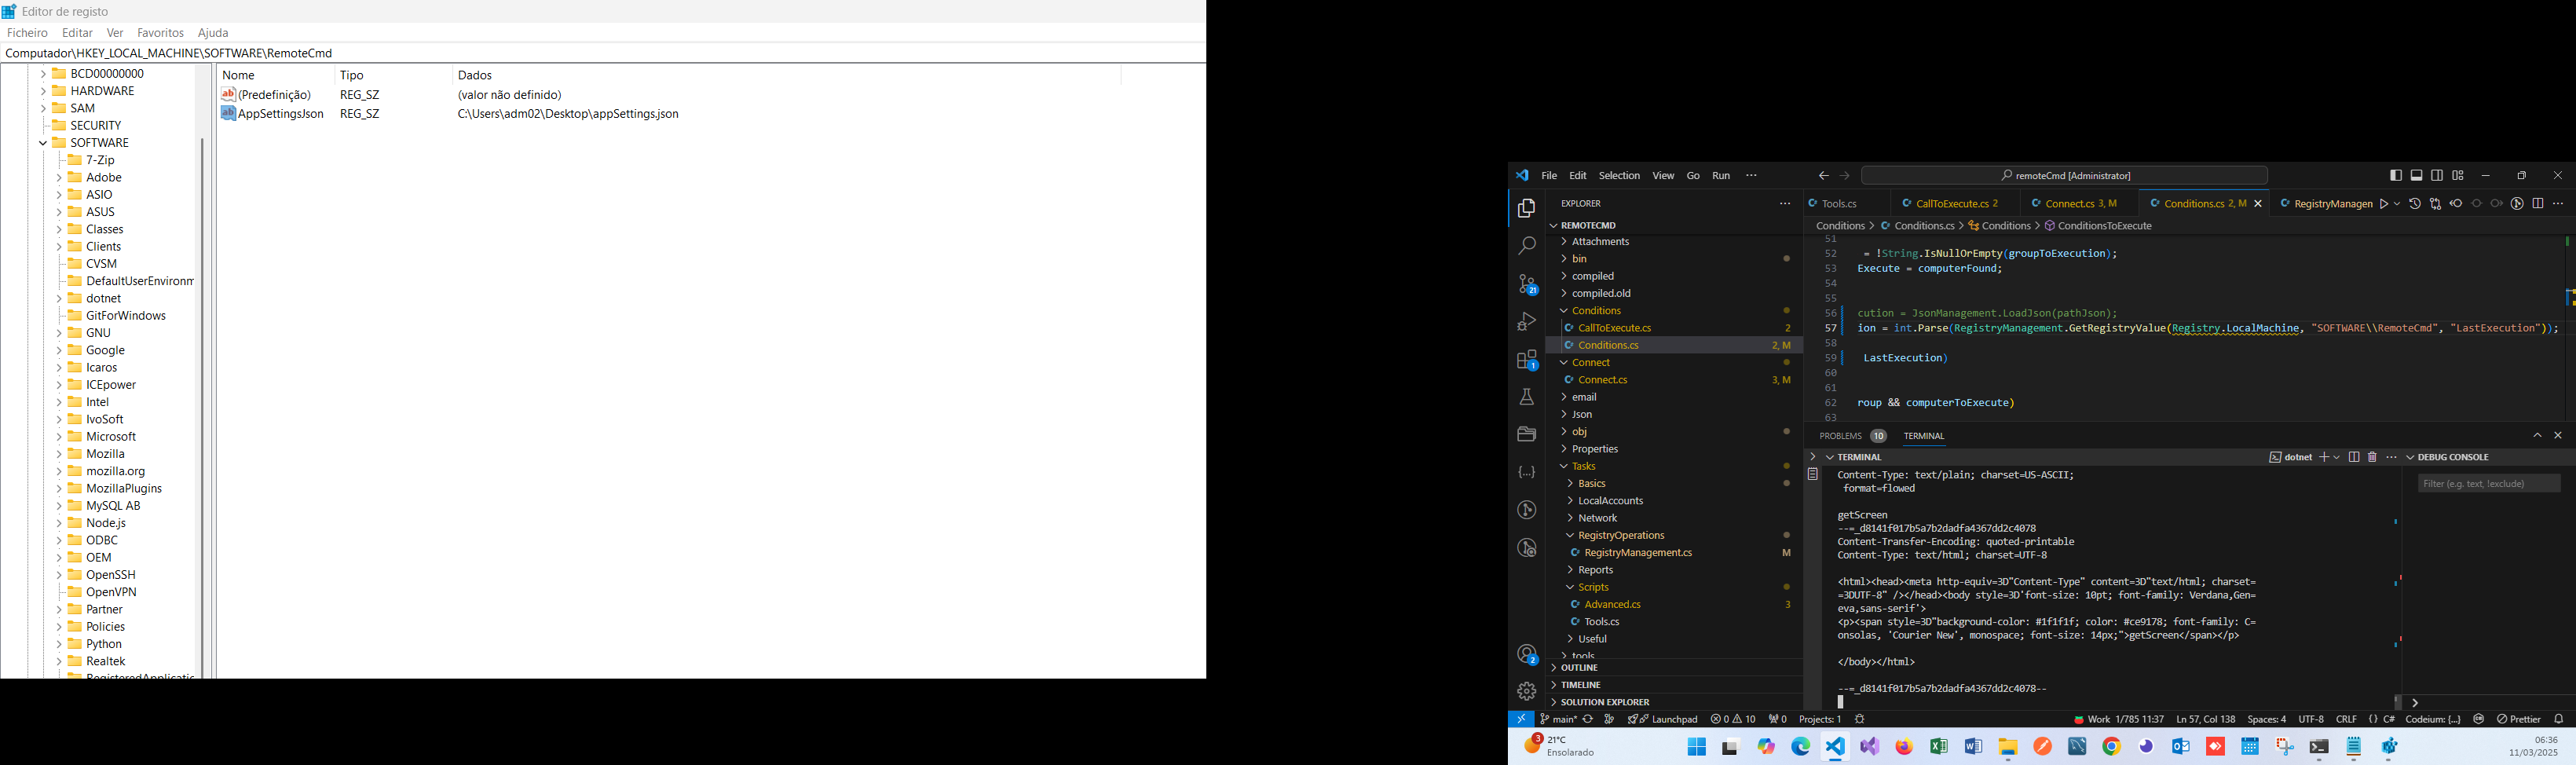 Editor de registo
Ficheiro Editar Ver Favoritos Ajuda
Computador\HKEY_LOCAL_MACHINE\SOFTWARE\RemoteCmd
BCD00000000
HARDWARE
SAM
SECURITY
SOFTWARE
7-Zip
Adobe
ASIO
ASUS
Classes
Clients
CVSM
DefaultUserEnvironm
dotnet
GitForWindows
GNU
Google
Icaros
ICEpower
Intel
IvoSoft
Microsoft
Mozilla
mozilla.org
MozillaPlugins
MySQL AB
Node.js
ODBC
OEM
OpenSSH
OpenVPN
Partner
Policies
Python
Realtek
RegisteredApplicatic
Nome Tipo Dados
(Predefinição) REG_SZ (valor não definido)
AppSettingsJson REG_SZ C:\Users\adm02\Desktop\appSettings.json
File Edit Selection View Go Run ··· remoteCmd [Administrator]
EXPLORER
REMOTECMD
Attachments
bin
compiled
compiled.old
Conditions
CallToExecute.cs 2
Conditions.cs 2, M
Connect
Connect.cs 3, M
email
Json
obj
Properties
Tasks
Basics
LocalAccounts
Network
RegistryOperations
RegistryManagement.cs M
Reports
Scripts
Advanced.cs 3
Tools.cs
Useful
tools
OUTLINE
TIMELINE
SOLUTION EXPLORER
21
1
2
Tools.cs CallToExecute.cs 2 Connect.cs 3, M Conditions.cs 2, M RegistryManagen
Conditions > Conditions.cs > Conditions > ConditionsToExecute
51
52 = !String.IsNullOrEmpty(groupToExecution);
53 Execute = computerFound;
54
55
56 cution = JsonManagement.LoadJson(pathJson);
57 ion = int.Parse(RegistryManagement.GetRegistryValue(Registry.LocalMachine, "SOFTWARE\\RemoteCmd", "LastExecution"));
58
59 LastExecution)
60
61
62 roup && computerToExecute)
63
PROBLEMS 10 TERMINAL
TERMINAL dotnet
Content-Type: text/plain; charset=US-ASCII;
format=flowed
getScreen
--=_d8141f017b5a7b2dadfa4367dd2c4078
Content-Transfer-Encoding: quoted-printable
Content-Type: text/html; charset=UTF-8
<html><head><meta http-equiv=3D"Content-Type" content=3D"text/html; charset=
=3DUTF-8" /></head><body style=3D'font-size: 10pt; font-family: Verdana,Gen=
eva,sans-serif'>
<p><span style=3D"background-color: #1f1f1f; color: #ce9178; font-family: C=
onsolas, 'Courier New', monospace; font-size: 14px;">getScreen</span></p>
</body></html>
--=_d8141f017b5a7b2dadfa4367dd2c4078--
DEBUG CONSOLE
Filter (e.g. text, !exclude)
main* Launchpad 0 10 0 Projects: 1 Work 1/785 11:37 Ln 57, Col 138 Spaces: 4 UTF-8 CRLF {} C# Codeium: {...} Prettier
3 21°C
Ensolarado
06:36
11/03/2025